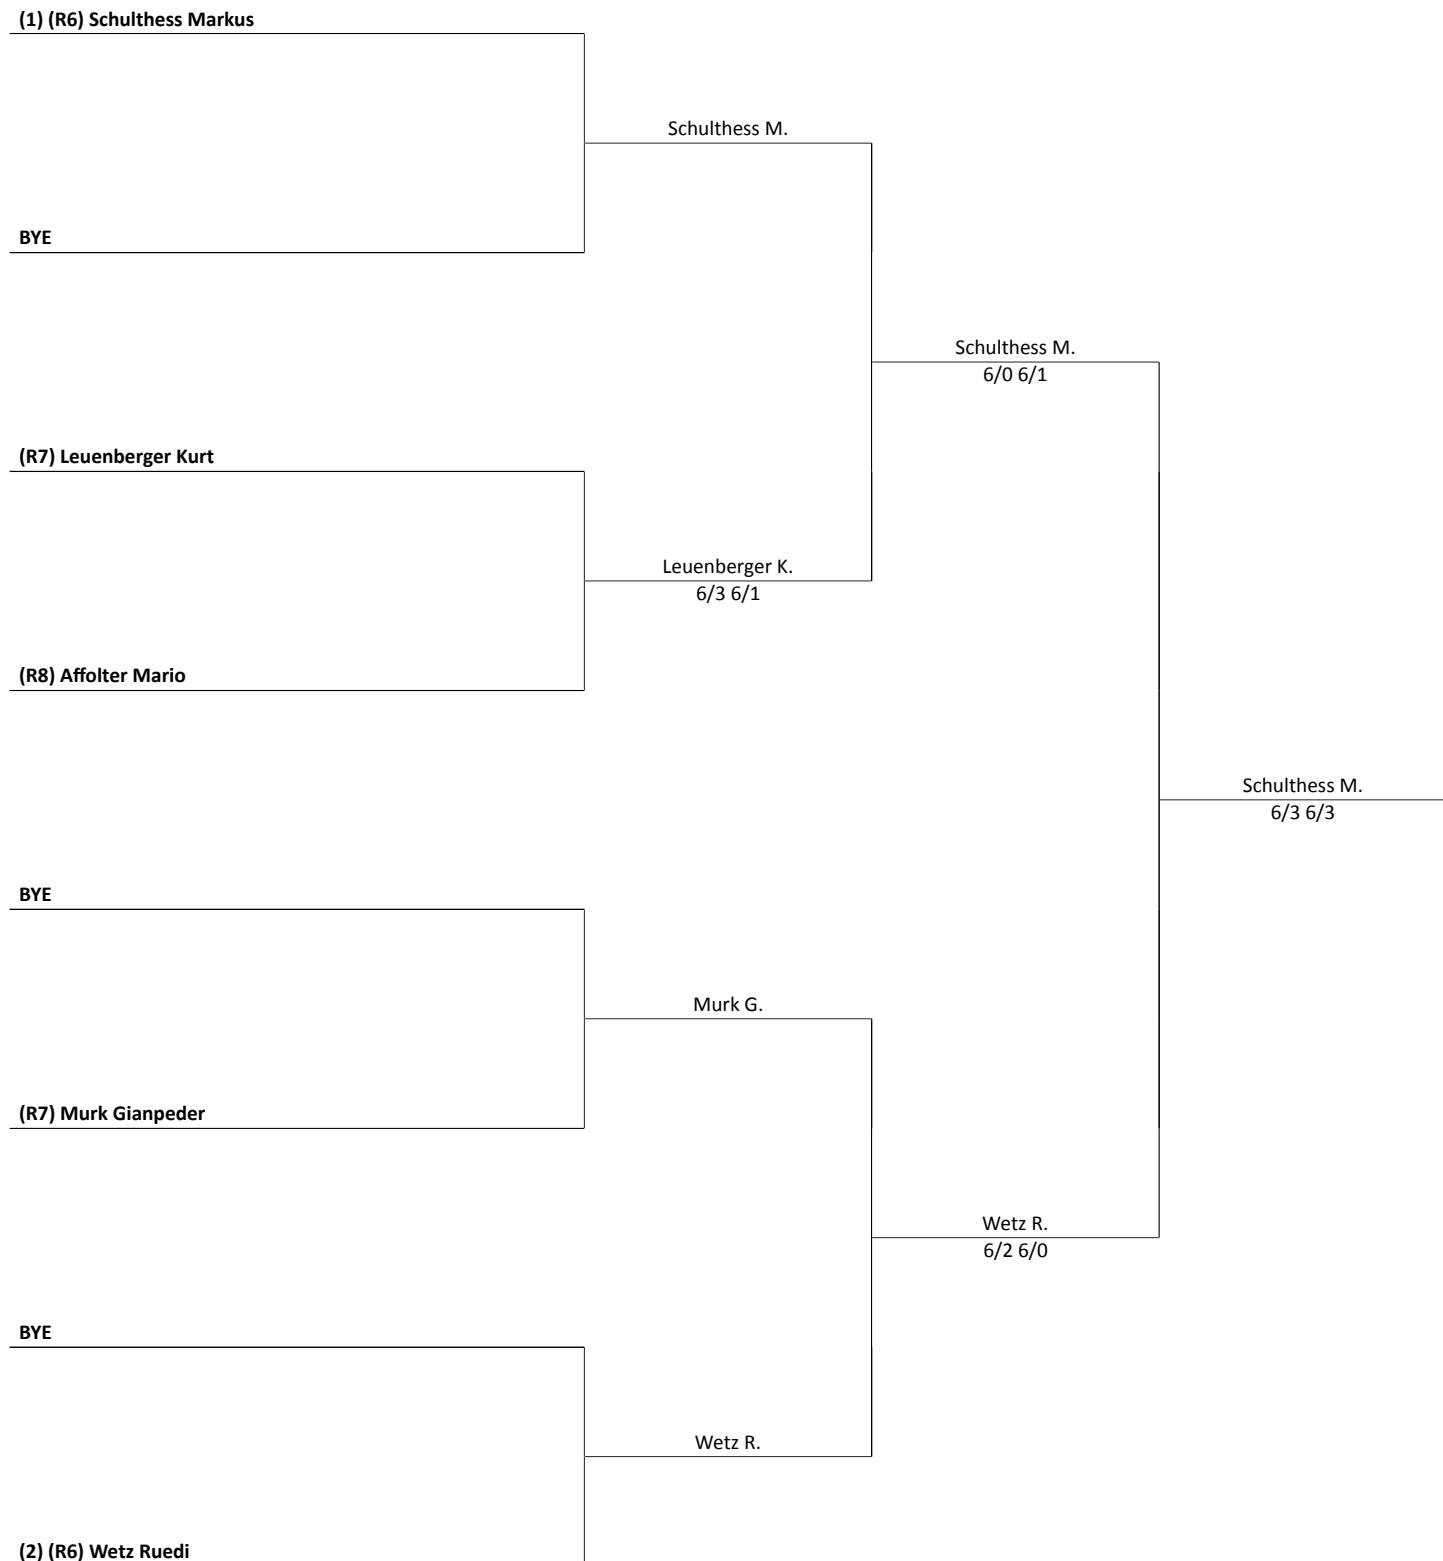 (1) (R6) Schulthess Markus
Schulthess M.
BYE
Schulthess M.
6/0 6/1
(R7) Leuenberger Kurt
Leuenberger K.
6/3 6/1
(R8) Affolter Mario
Schulthess M.
6/3 6/3
BYE
Murk G.
(R7) Murk Gianpeder
Wetz R.
6/2 6/0
BYE
Wetz R.
(2) (R6) Wetz Ruedi